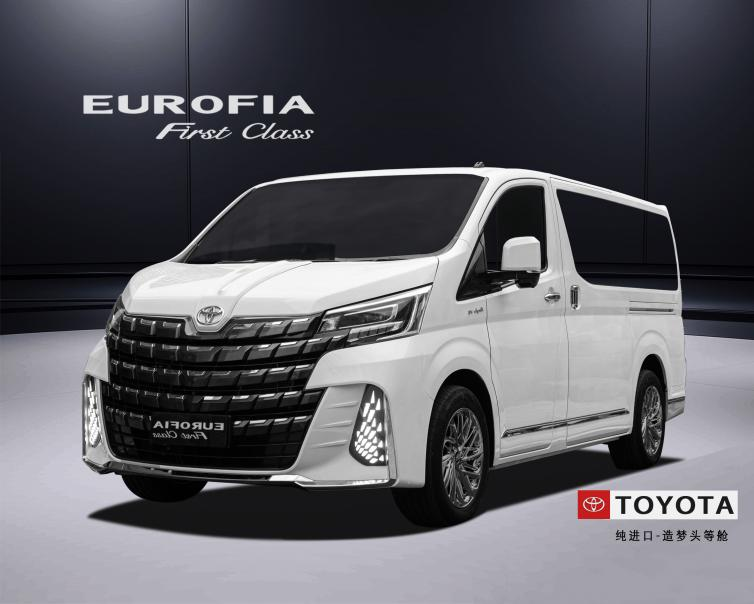 EUROFIA
First Class
EUROFIA
First Class
TOYOTA
纯进口-造梦头等舱